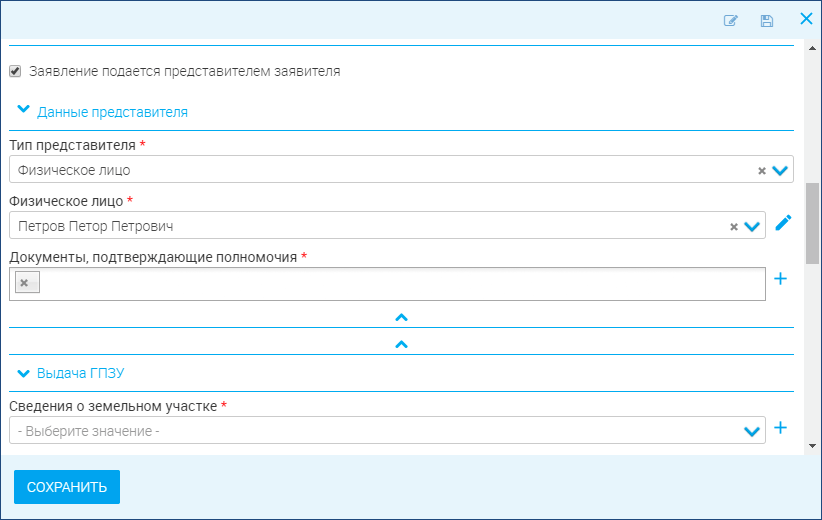 Заявление подается представителем заявителя
Данные представителя
Тип представителя *
Физическое лицо
Физическое лицо *
Петров Петор Петрович
Документы, подтверждающие полномочия *
Выдача ГПЗУ
Сведения о земельном участке *
- Выберите значение -
СОХРАНИТЬ